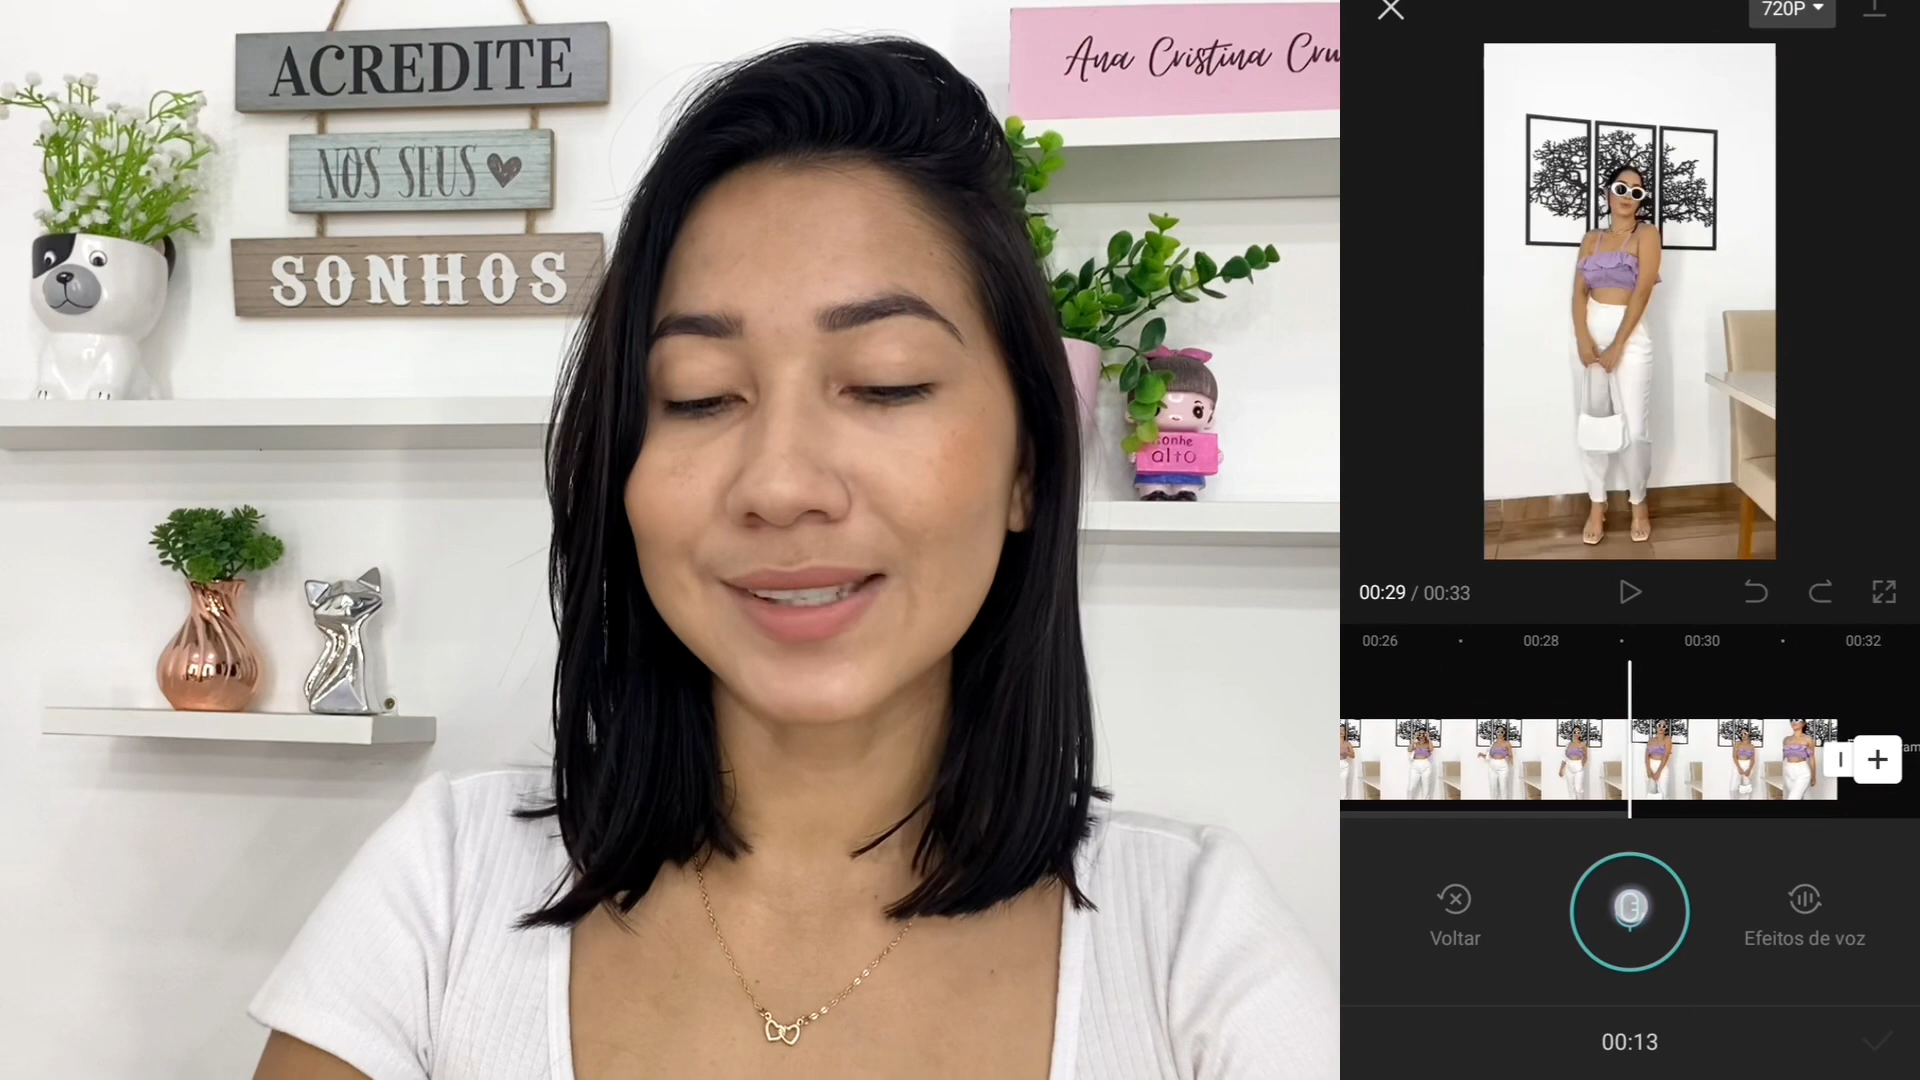 ACREDITE
NOS SEUS
SONHOS
Ana Cristina Cru
sonhe
alto
720P
00:29 / 00:33
00:26
00:28
00:30
00:32
Voltar
Efeitos de voz
00:13